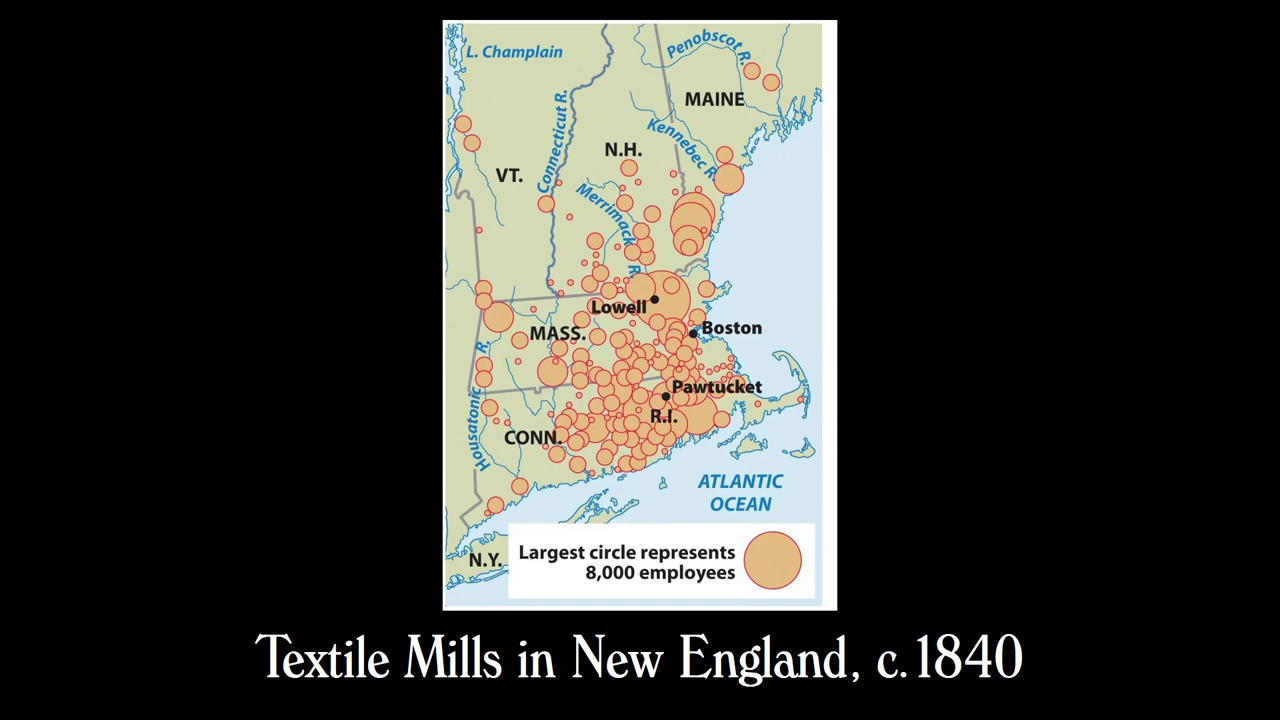 L. Champlain
Penobscot R.
MAINE
Connecticut R.
Kennebec R.
N.H.
VT.
Merrimack R.
Lowell
MASS.
Boston
Housatonic R.
Pawtucket
R.I.
CONN.
ATLANTIC
OCEAN
N.Y.
Largest circle represents
8,000 employees
Textile Mills in New England, c. 1840